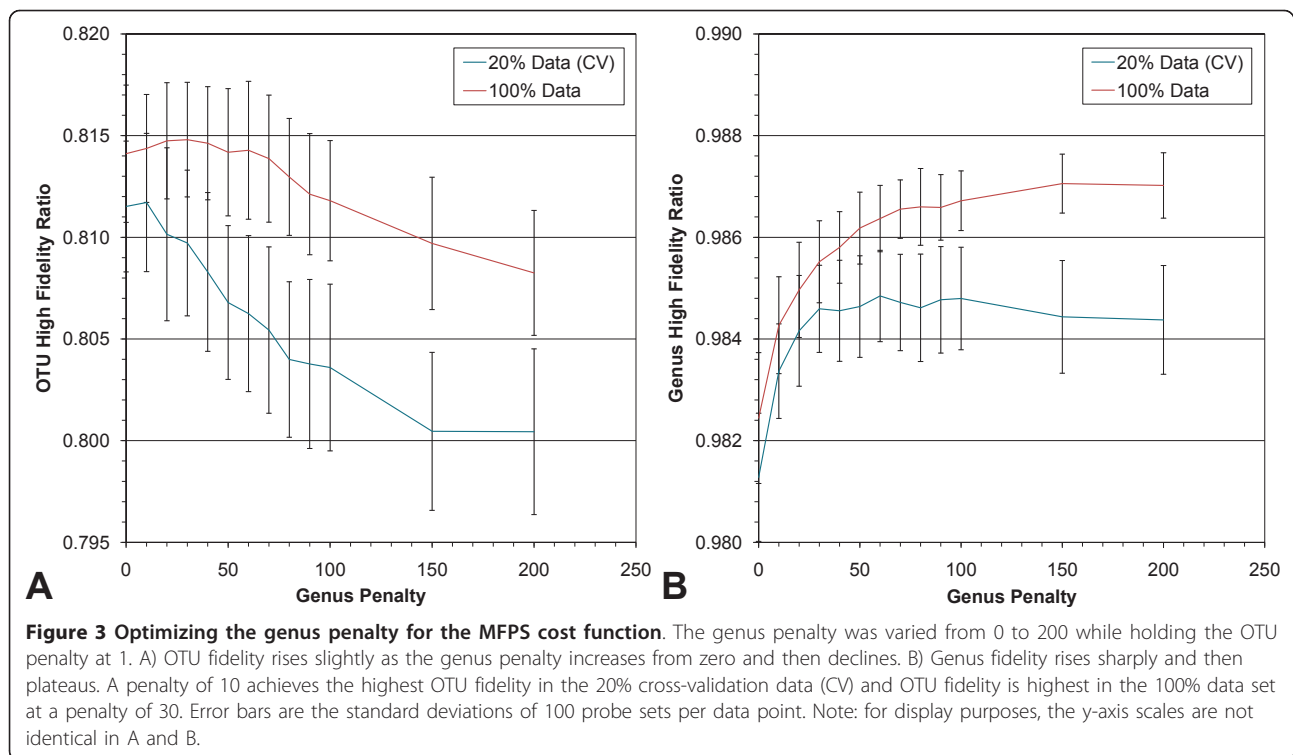 0.820
0.815
0.810
0.805
0.800
0.795
OTU High Fidelity Ratio
20% Data (CV)
100% Data
0 50 100 150 200 250
Genus Penalty
A
0.990
0.988
0.986
0.984
0.982
0.980
Genus High Fidelity Ratio
20% Data (CV)
100% Data
0 50 100 150 200 250
Genus Penalty
B
Figure 3 Optimizing the genus penalty for the MFPS cost function. The genus penalty was varied from 0 to 200 while holding the OTU
penalty at 1. A) OTU fidelity rises slightly as the genus penalty increases from zero and then declines. B) Genus fidelity rises sharply and then
plateaus. A penalty of 10 achieves the highest OTU fidelity in the 20% cross-validation data (CV) and OTU fidelity is highest in the 100% data set
at a penalty of 30. Error bars are the standard deviations of 100 probe sets per data point. Note: for display purposes, the y-axis scales are not
identical in A and B.